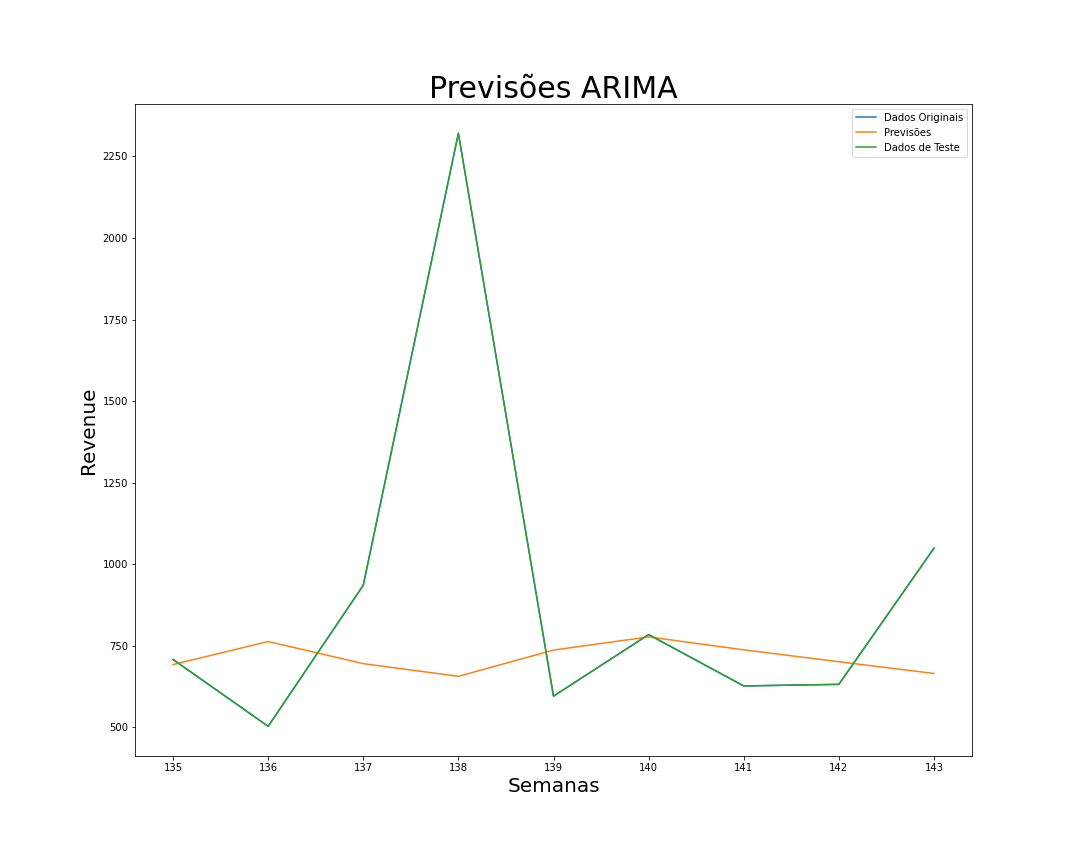 Previsões ARIMA
Dados Originais
Previsões
Dados de Teste
Revenue
2250
2000
1750
1500
1250
1000
750
500
135 136 137 138 139 140 141 142 143
Semanas